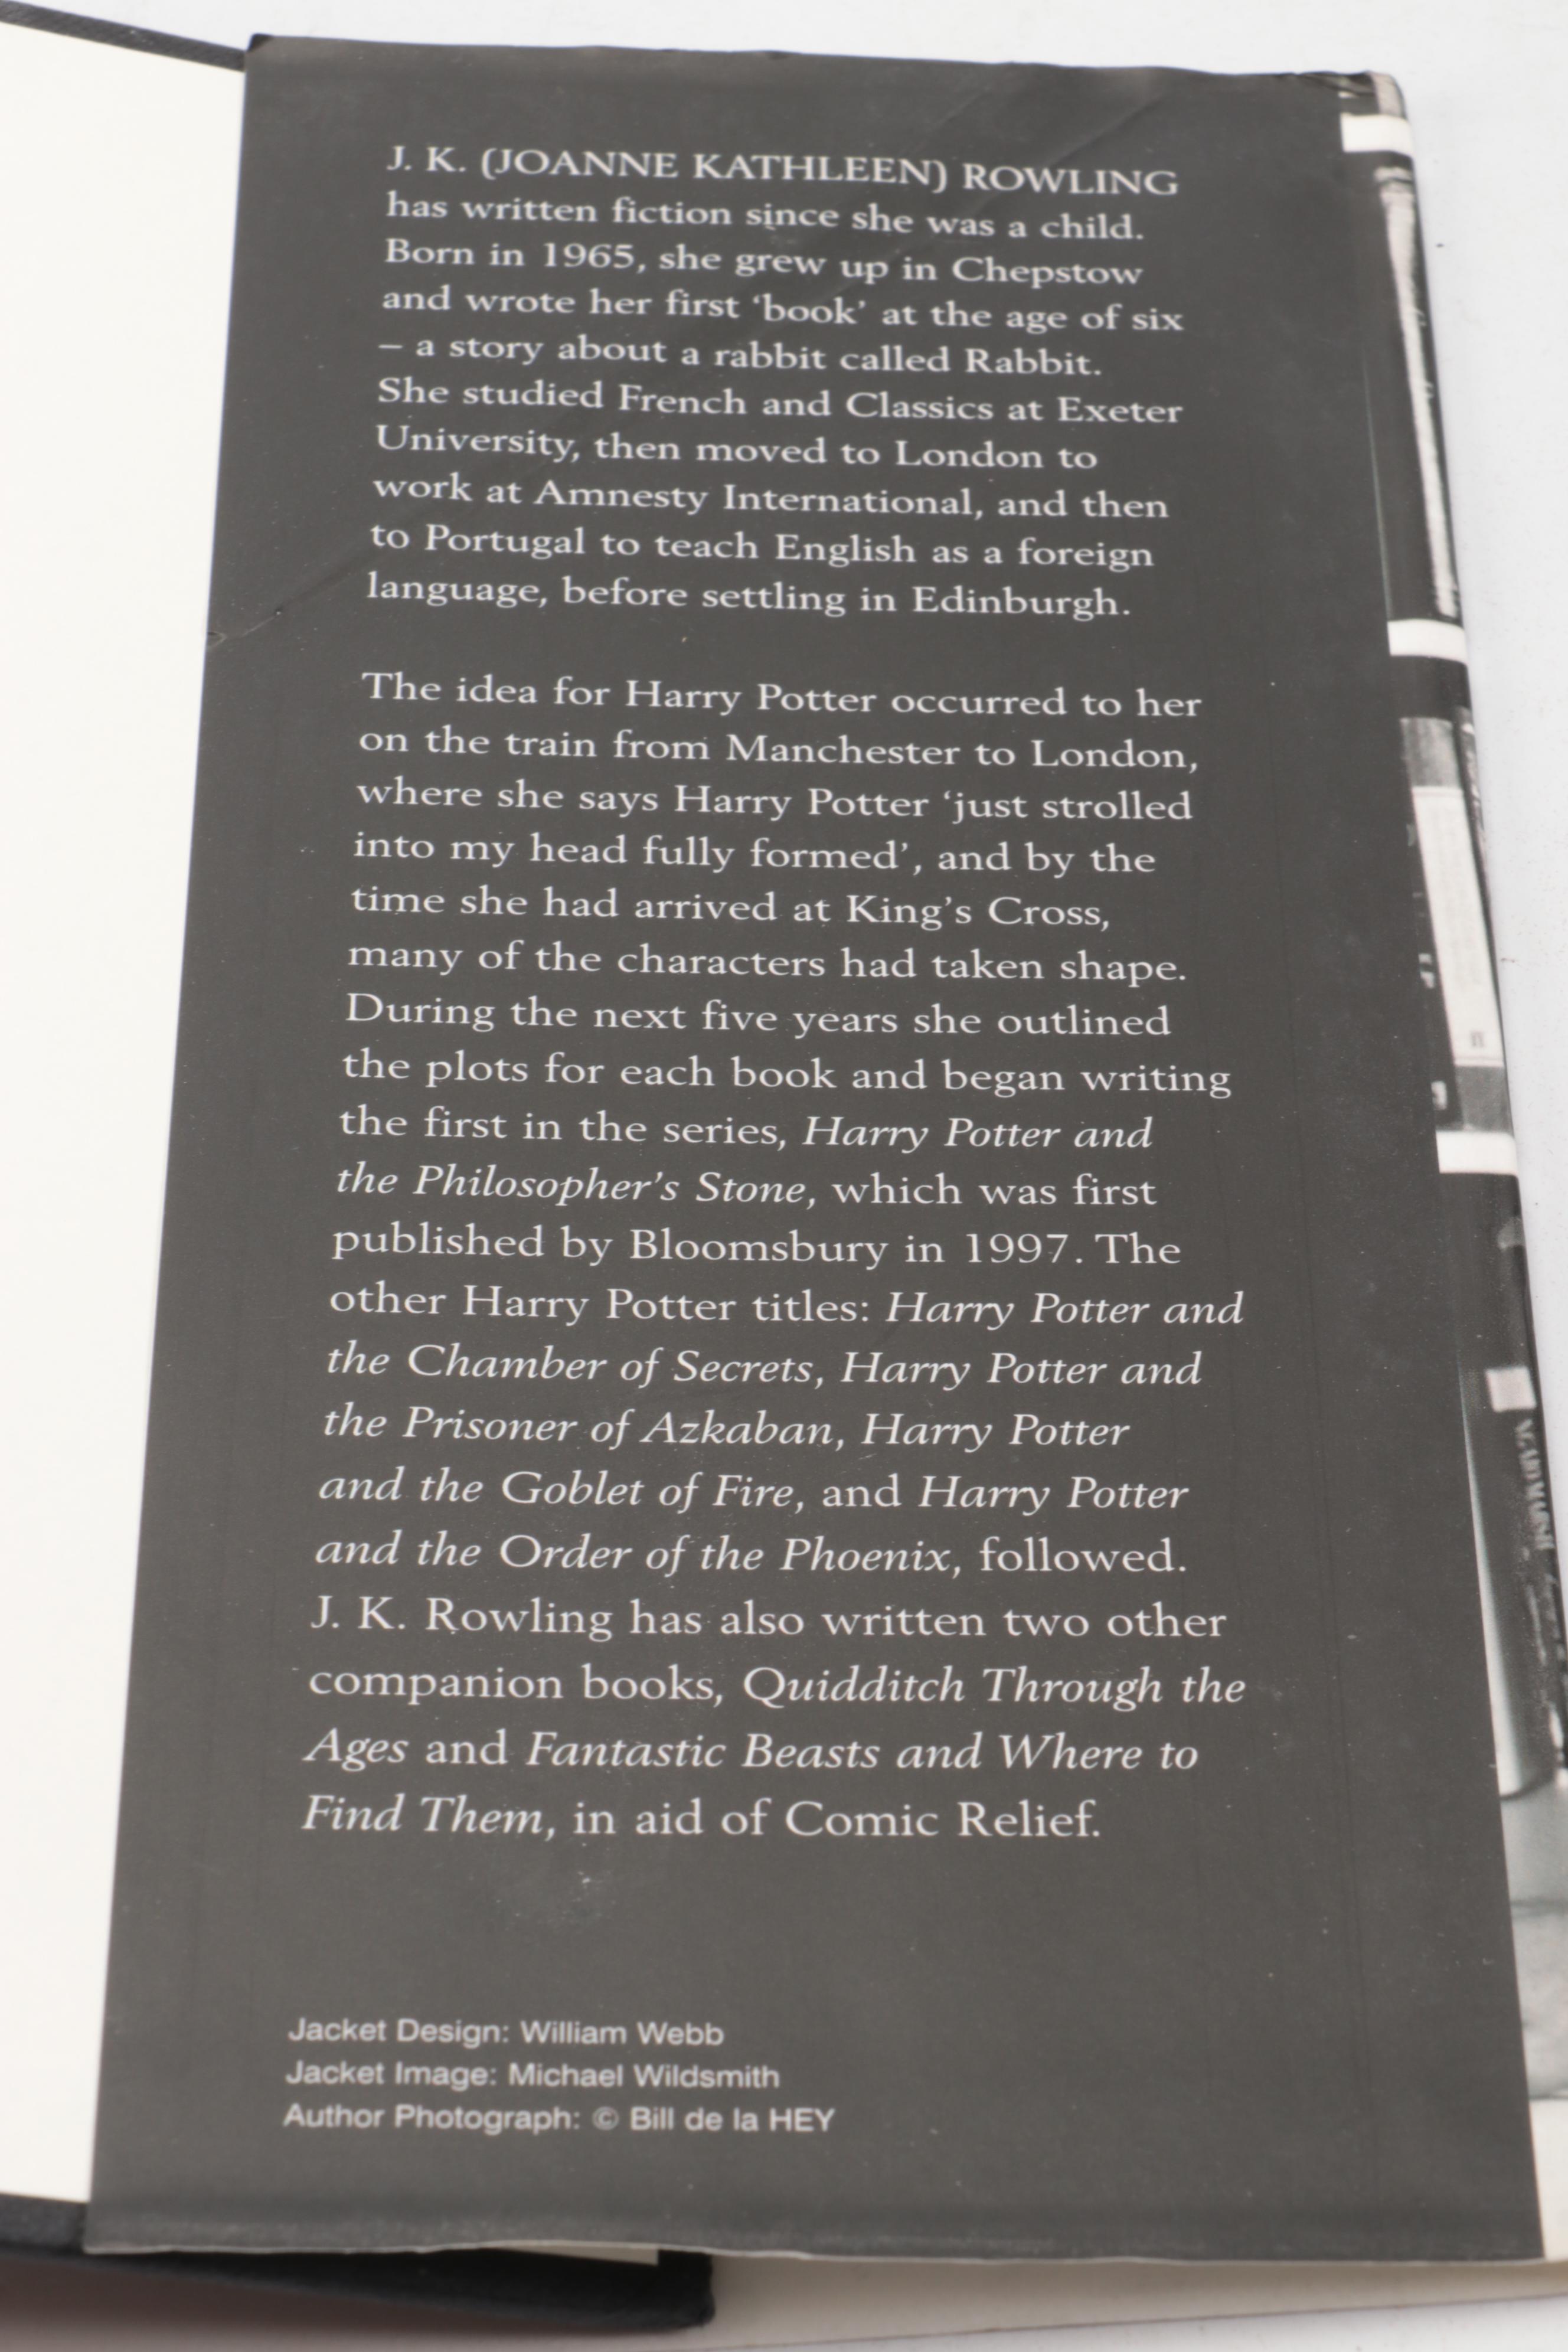 J. K. (JOANNE KATHLEEN) ROWLING
has written fiction since she was a child.
Born in 1965, she grew up in Chepstow
and wrote her first ‘book’ at the age of six
– a story about a rabbit called Rabbit.
She studied French and Classics at Exeter
University, then moved to London to
work at Amnesty International, and then
to Portugal to teach English as a foreign
language, before settling in Edinburgh.
The idea for Harry Potter occurred to her
on the train from Manchester to London,
where she says Harry Potter ‘just strolled
into my head fully formed’, and by the
time she had arrived at King’s Cross,
many of the characters had taken shape.
During the next five years she outlined
the plots for each book and began writing
the first in the series, Harry Potter and
the Philosopher’s Stone, which was first
published by Bloomsbury in 1997. The
other Harry Potter titles: Harry Potter and
the Chamber of Secrets, Harry Potter and
the Prisoner of Azkaban, Harry Potter
and the Goblet of Fire, and Harry Potter
and the Order of the Phoenix, followed.
J. K. Rowling has also written two other
companion books, Quidditch Through the
Ages and Fantastic Beasts and Where to
Find Them, in aid of Comic Relief.
Jacket Design: William Webb
Jacket Image: Michael Wildsmith
Author Photograph: © Bill de la HEY